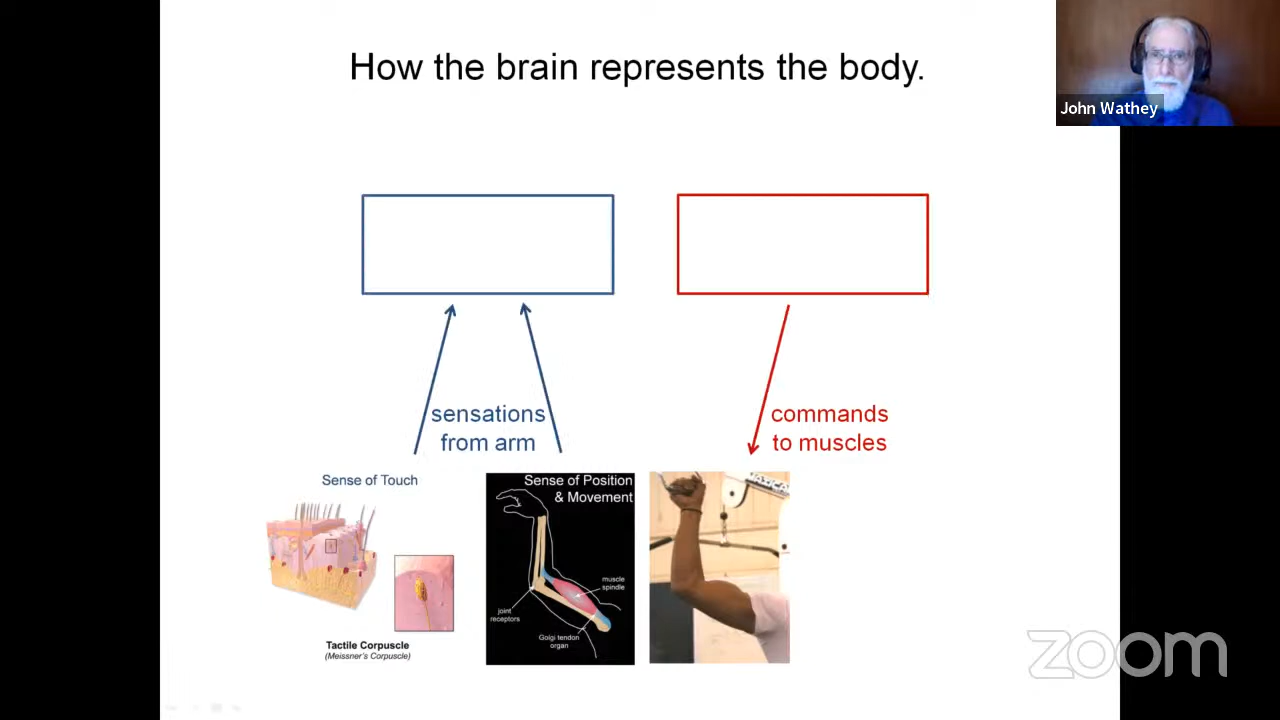 How the brain represents the body.
John Wathey
sensations
from arm
commands
to muscles
Sense of Touch
Tactile Corpuscle
(Meissner's Corpuscle)
Sense of Position
& Movement
muscle
spindle
joint
receptors
Golgi tendon
organ
zoom